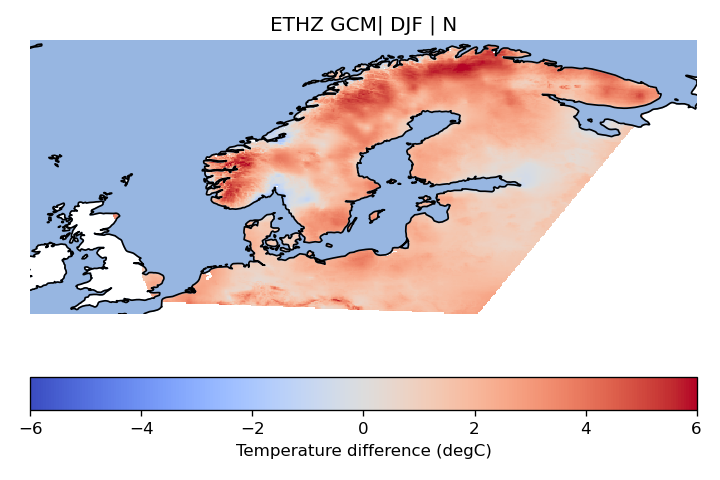 ETHZ GCM| DJF | N
−6 −4 −2 0 2 4 6
Temperature difference (degC)